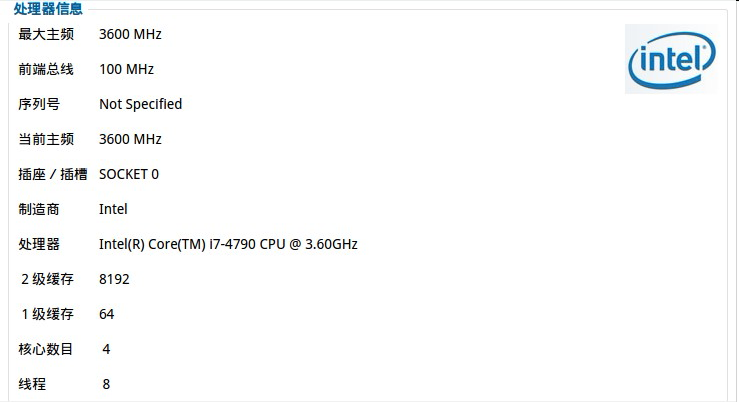 处理器信息
最大主频 3600 MHz
前端总线 100 MHz
序列号 Not Specified
当前主频 3600 MHz
插座 / 插槽 SOCKET 0
制造商 Intel
处理器 Intel(R) Core(TM) i7-4790 CPU @ 3.60GHz
2 级缓存 8192
1 级缓存 64
核心数目 4
线程 8
intel